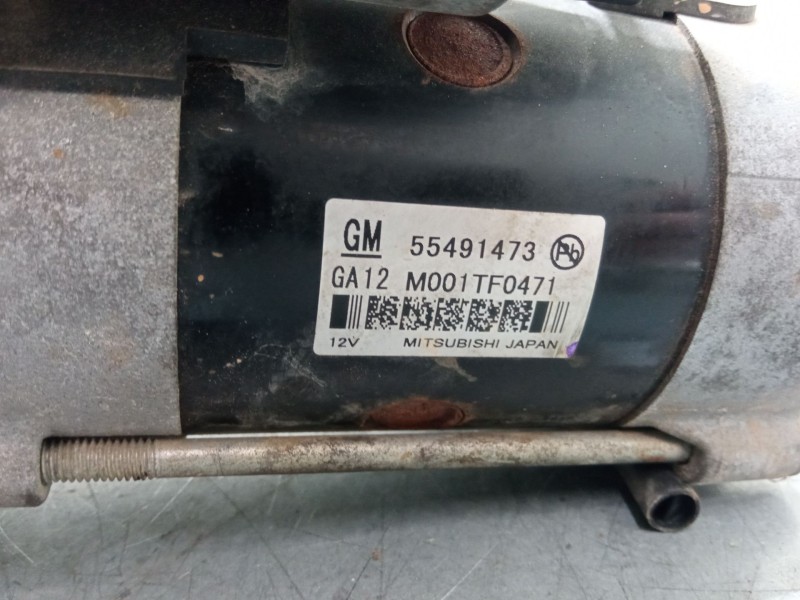 GM 55491473 Pb
GA12 M001TF0471
12V MITSUBISHI JAPAN